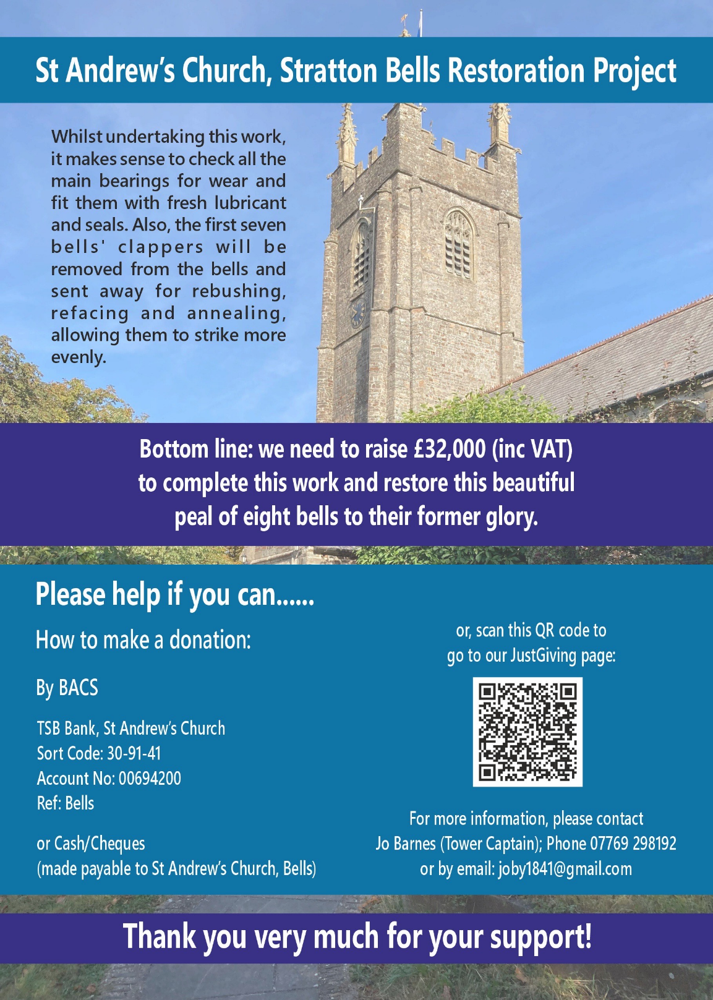 St Andrew’s Church, Stratton Bells Restoration Project
Whilst undertaking this work,
it makes sense to check all the
main bearings for wear and
fit them with fresh lubricant
and seals. Also, the first seven
bells' clappers will be
removed from the bells and
sent away for rebushing,
refacing and annealing,
allowing them to strike more
evenly.
Bottom line: we need to raise £32,000 (inc VAT)
to complete this work and restore this beautiful
peal of eight bells to their former glory.
Please help if you can......
How to make a donation:
By BACS
TSB Bank, St Andrew’s Church
Sort Code: 30-91-41
Account No: 00694200
Ref: Bells
or Cash/Cheques
(made payable to St Andrew’s Church, Bells)
or, scan this QR code to
go to our JustGiving page:
For more information, please contact
Jo Barnes (Tower Captain); Phone 07769 298192
or by email: joby1841@gmail.com
Thank you very much for your support!